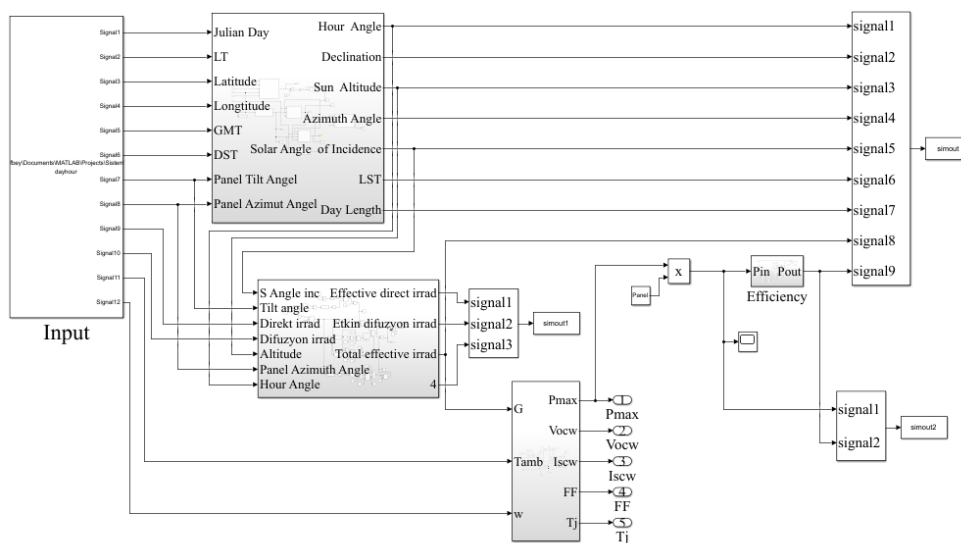 Signal1
Signal2
Signal3
Signal4
Signal5
Signal6
Signal7
Signal8
Signal9
Signal10
Signal11
Signal12
fbey\Documents\MATLAB\Projects\Sistem
dayhour
Input
Julian Day
LT
Latitude
Longtitude
GMT
DST
Panel Tilt Angel
Panel Azimut Angel
Hour Angle
Declination
Sun Altitude
Azimuth Angle
Solar Angle of Incidence
LST
Day Length
signal1
signal2
signal3
signal4
signal5
signal6
signal7
signal8
signal9
simout
S Angle inc
Tilt angle
Direkt irrad
Difuzyon irrad
Altitude
Panel Azimuth Angle
Hour Angle
Effective direct irrad
Etkin difuzyon irrad
Total effective irrad
4
signal1
signal2
signal3
simout1
G
Tamb
w
Pmax
Vocw
Iscw
FF
Tj
1
Pmax
2
Vocw
3
Iscw
4
FF
5
Tj
Panel
x
Pin Pout
Efficiency
signal1
signal2
simout2